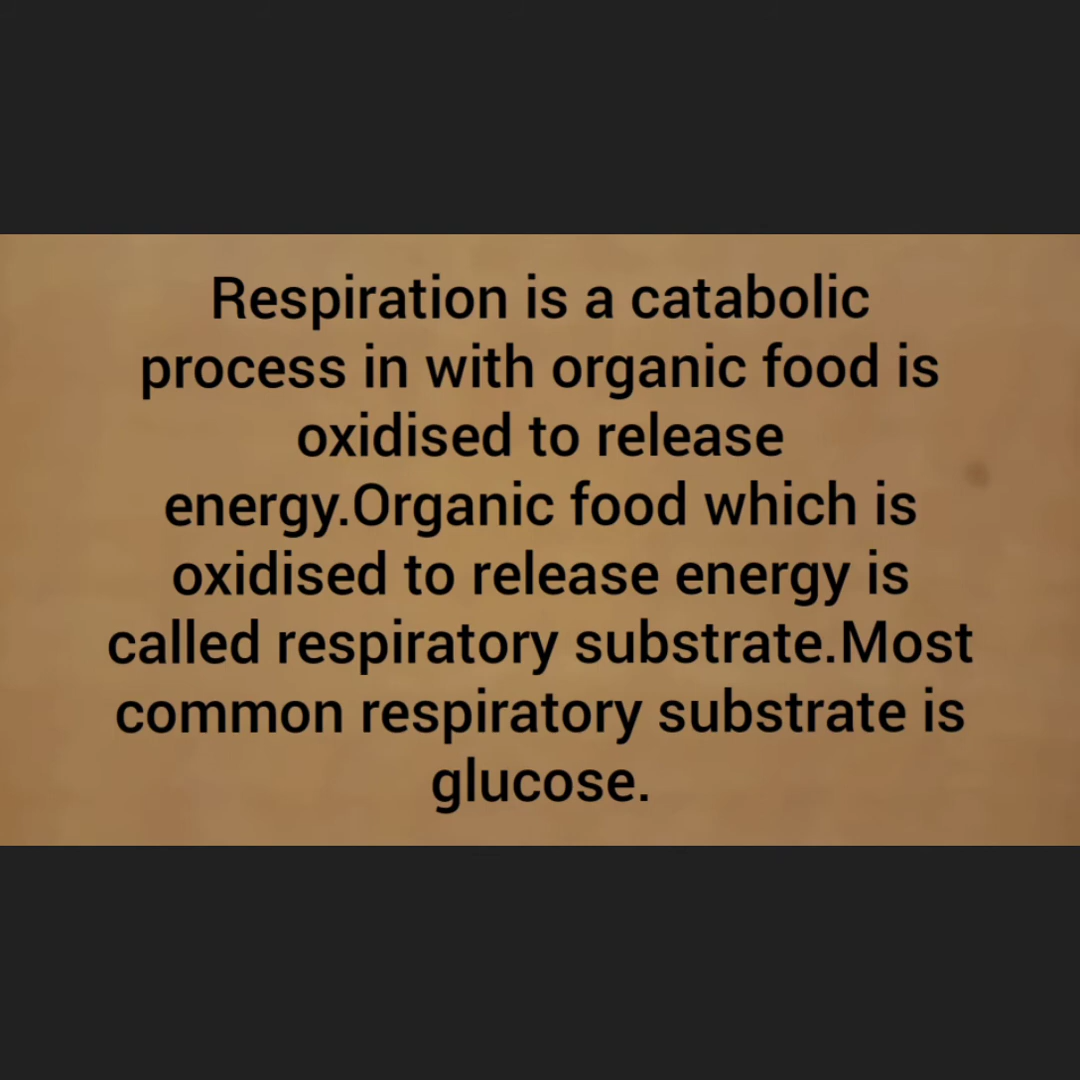 Respiration is a catabolic
process in with organic food is
oxidised to release
energy.Organic food which is
oxidised to release energy is
called respiratory substrate.Most
common respiratory substrate is
glucose.